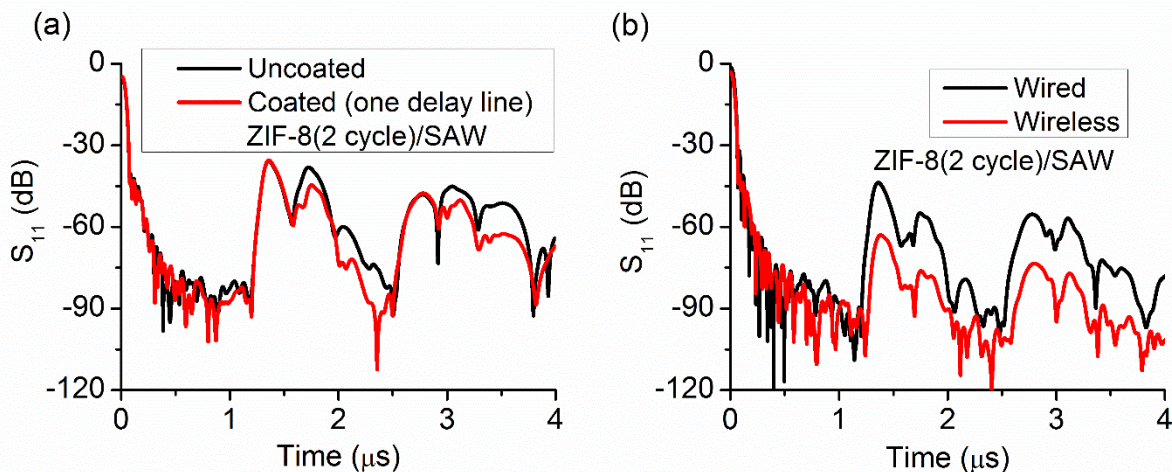 (a)
Uncoated
Coated (one delay line)
ZIF-8(2 cycle)/SAW
0
-30
-60
-90
-120
S11 (dB)
0 1 2 3 4
Time (μs)
(b)
Wired
Wireless
ZIF-8(2 cycle)/SAW
0
-30
-60
-90
-120
S11 (dB)
0 1 2 3 4
Time (μs)